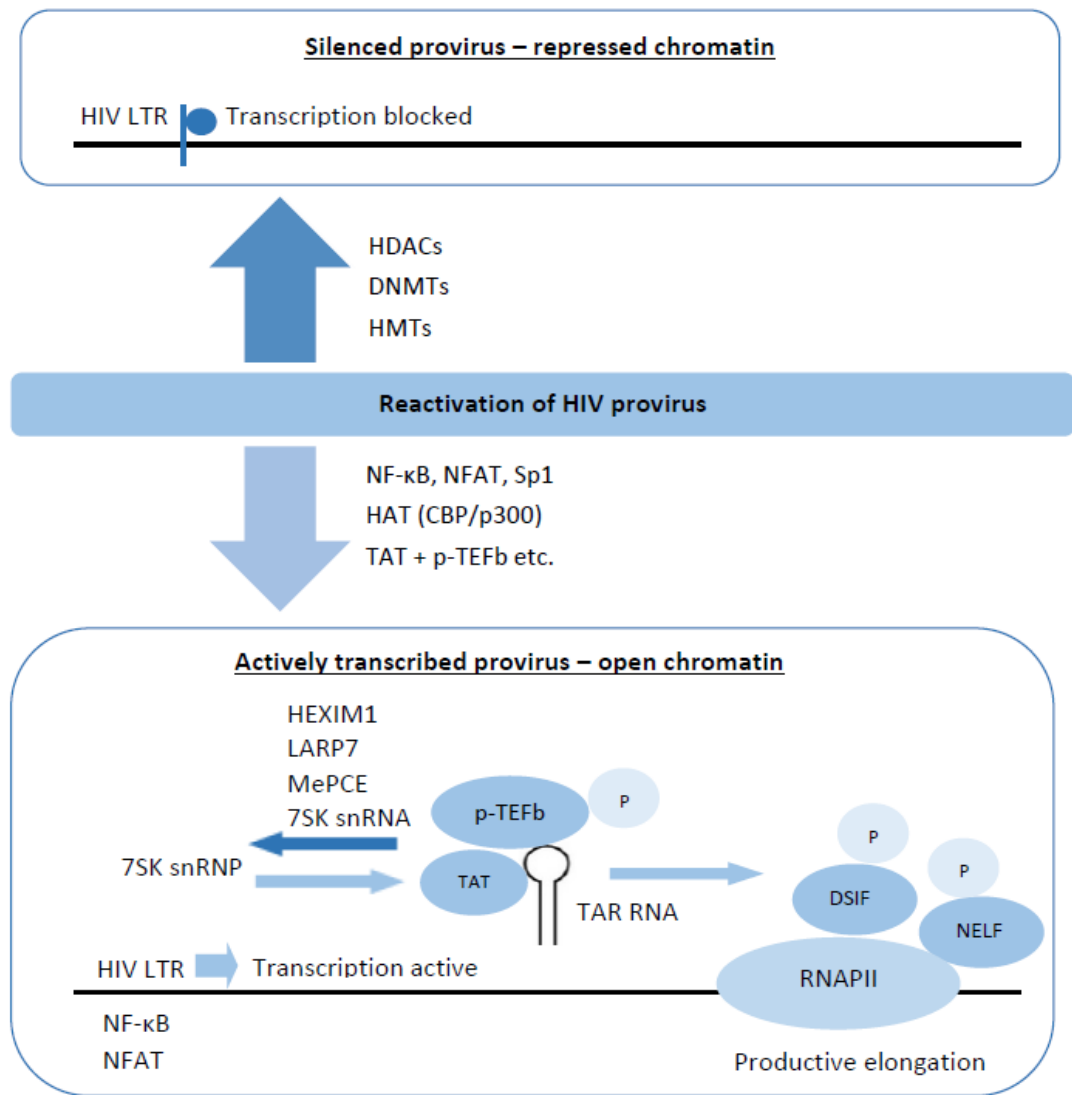 Silenced provirus – repressed chromatin
HIV LTR
Transcription blocked
HDACs
DNMTs
HMTs
Reactivation of HIV provirus
NF-κB, NFAT, Sp1
HAT (CBP/p300)
TAT + p-TEFb etc.
Actively transcribed provirus – open chromatin
HEXIM1
LARP7
MePCE
7SK snRNA
p-TEFb
P
7SK snRNP
TAT
TAR RNA
P
P
DSIF
NELF
RNAPII
HIV LTR
Transcription active
NF-κB
NFAT
Productive elongation